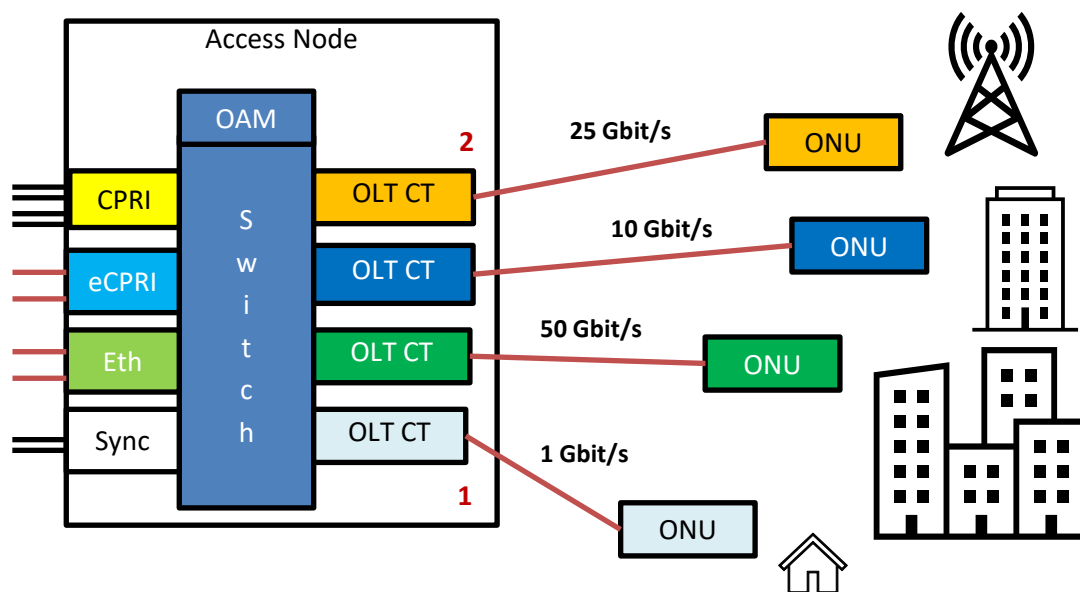 Access Node
OAM
2
25 Gbit/s
ONU
CPRI
OLT CT
S
w
i
t
c
h
10 Gbit/s
ONU
eCPRI
OLT CT
50 Gbit/s
Eth
OLT CT
ONU
Sync
OLT CT
1 Gbit/s
1
ONU